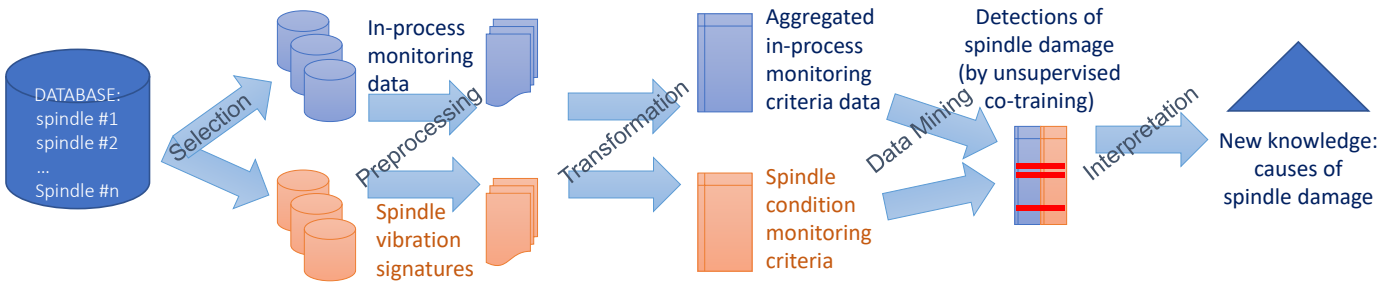 DATABASE:
spindle #1
spindle #2
...
Spindle #n
Selection
In-process
monitoring
data
Spindle
vibration
signatures
Preprocessing
Transformation
Aggregated
in-process
monitoring
criteria data
Spindle
condition
monitoring
criteria
Data Mining
Detections of
spindle damage
(by unsupervised
co-training)
Interpretation
New knowledge:
causes of
spindle damage